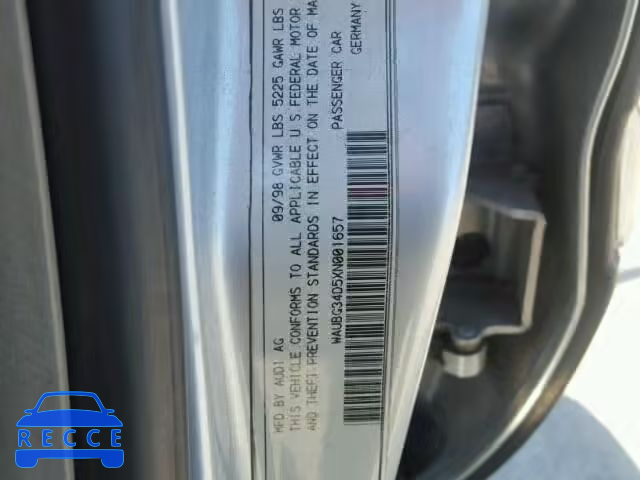 MFD BY AUDI AG
09/98 GVWR LBS 5225 GAWR LBS
THIS VEHICLE CONFORMS TO ALL APPLICABLE U S FEDERAL MOTOR
AND THEFT PREVENTION STANDARDS IN EFFECT ON THE DATE OF MA
WAUBG34D5XN001657
PASSENGER CAR
GERMANY
RECCE